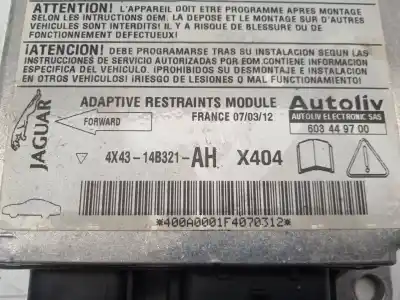 ATTENTION! L'APPAREIL DOIT ETRE PROGRAMME APRES MONTAGE
SELON LES INTRUCTIONS OEM. LA DEPOSE ET LE MONTAGE SUR D'AUTRES
VEHICULES SONT INTERDITS! IL Y A RISQUE DE BLESSURE OU DE
FONCTIONNEMENT DEFECTUEUX!
¡ATENCION! DEBE PROGRAMARSE TRAS SU INSTALACION SEGUN LAS
INSTRUCCIONES DE SERVICIO AUTORIZADAS POR EOM.CONTIENE INFORMACION
ESPECIFICA DEL VEHICULO. ¡PROHIBIDOS SU DESMONTAJE E INSTALACION
EN OTROS VEHICULOS! ¡RIESGO DE LESIONES Q MAL FUNCIONAMIENTO!
JAGUAR
FORWARD
ADAPTIVE RESTRAINTS MODULE
FRANCE 07/03/12
Autoliv
AUTOLIV ELECTRONIC SAS
603 44 97 00
4X43-14B321-AH X404
*400A0001F4070312*